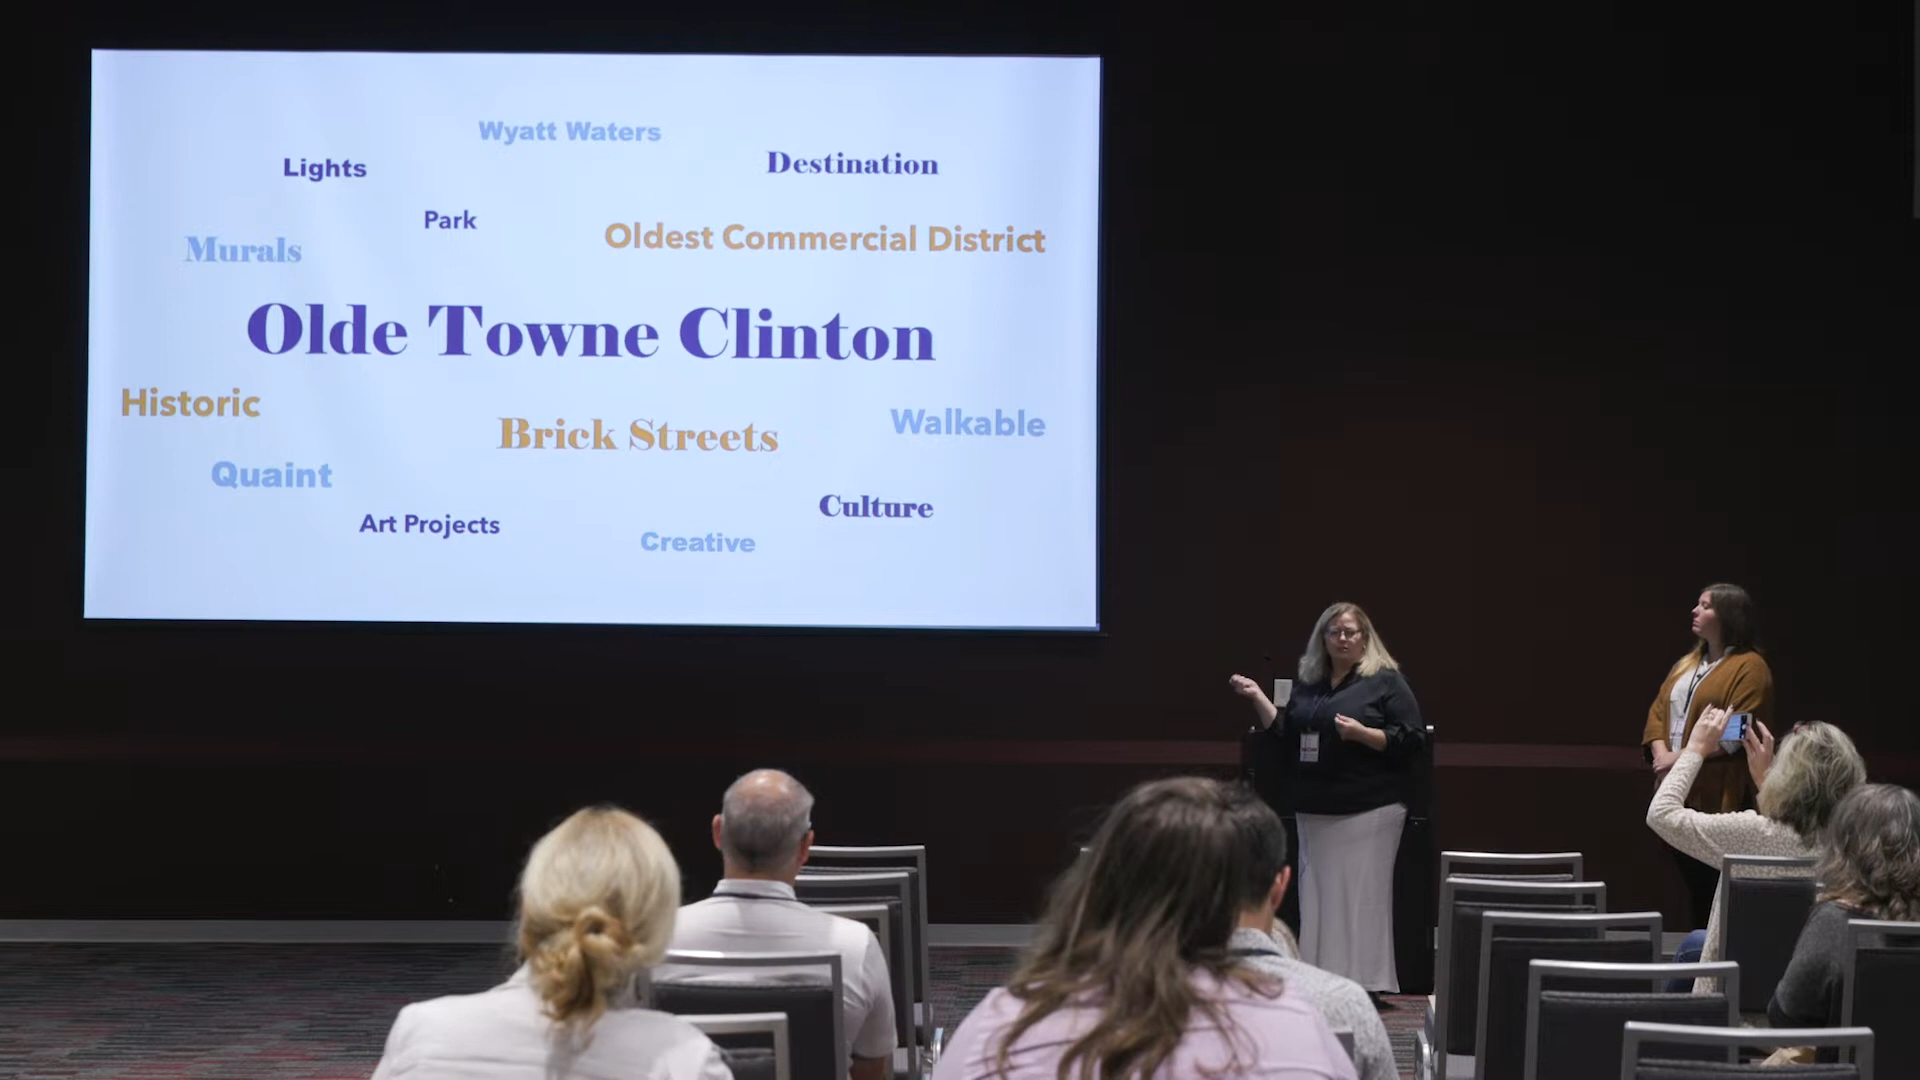 Wyatt Waters
Lights
Destination
Park
Oldest Commercial District
Murals
Olde Towne Clinton
Historic
Brick Streets
Walkable
Quaint
Culture
Art Projects
Creative